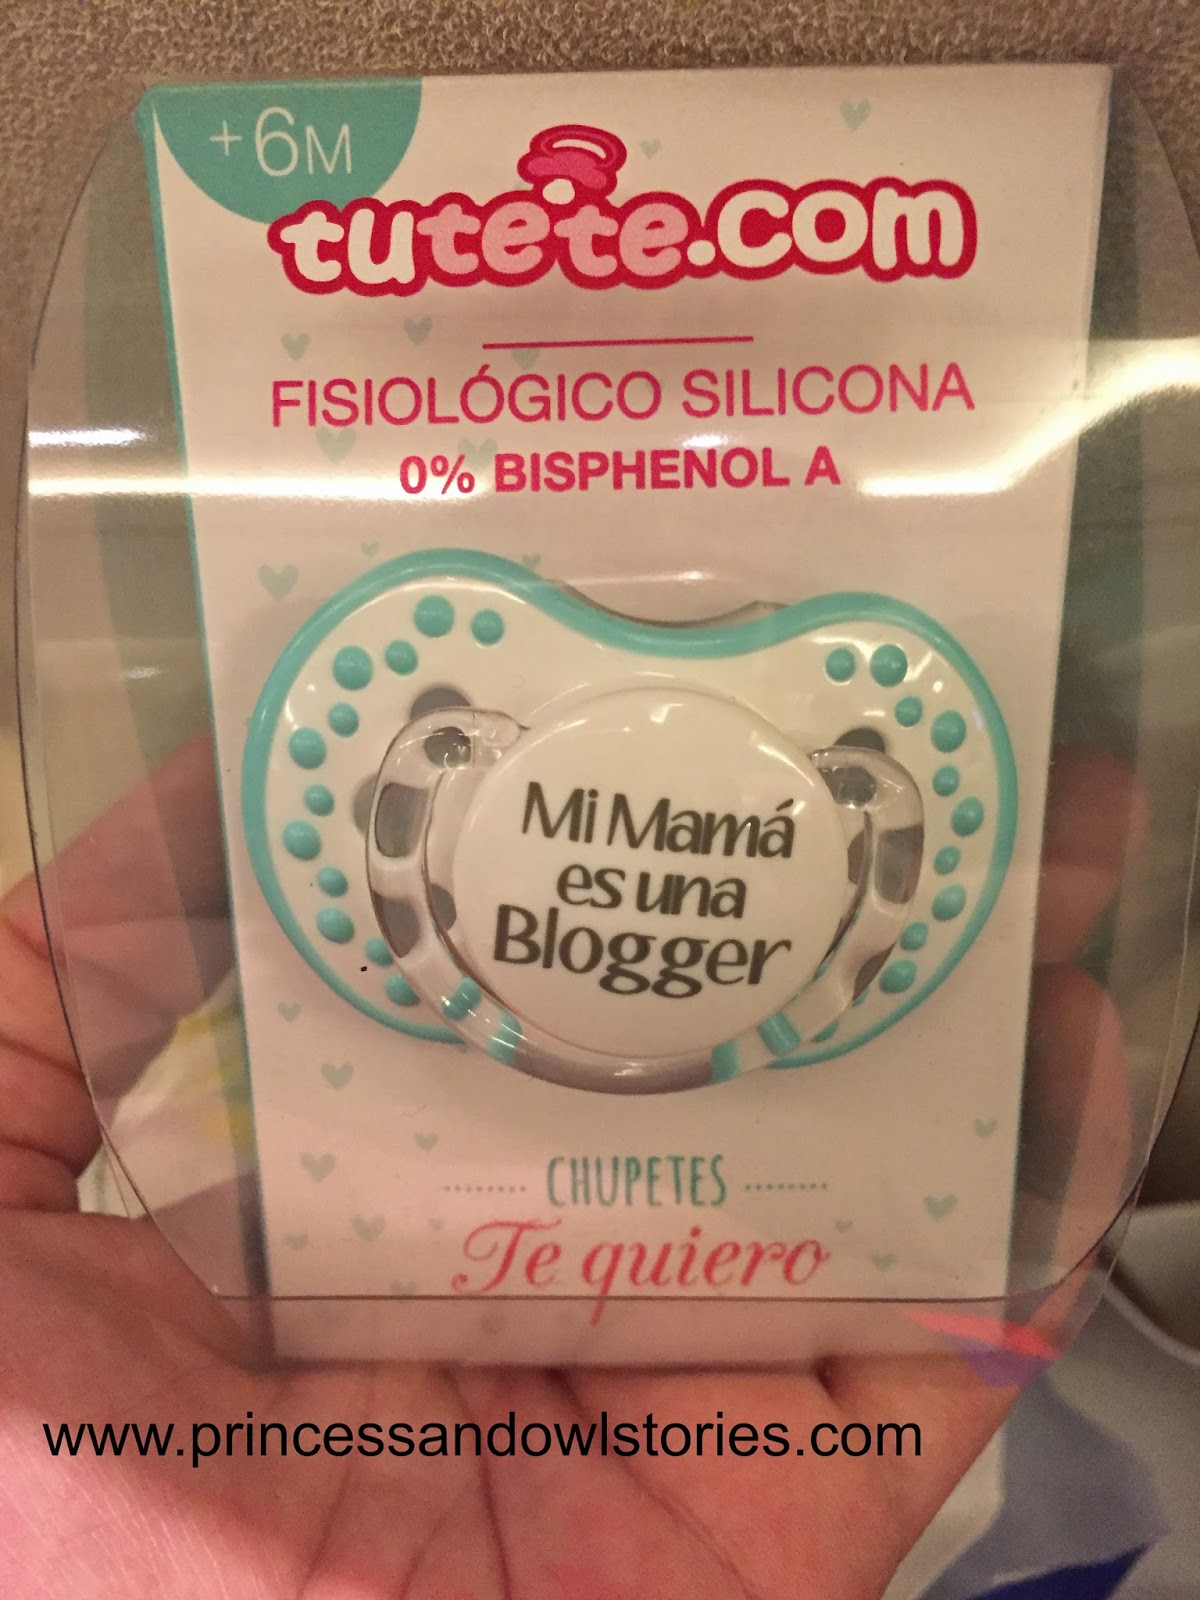 +6M
tutete.com
FISIOLÓGICO SILICONA
0% BISPHENOL A
Mi Mamá
es una
Blogger
CHUPETES
Te quiero
www.princessandowlstories.com